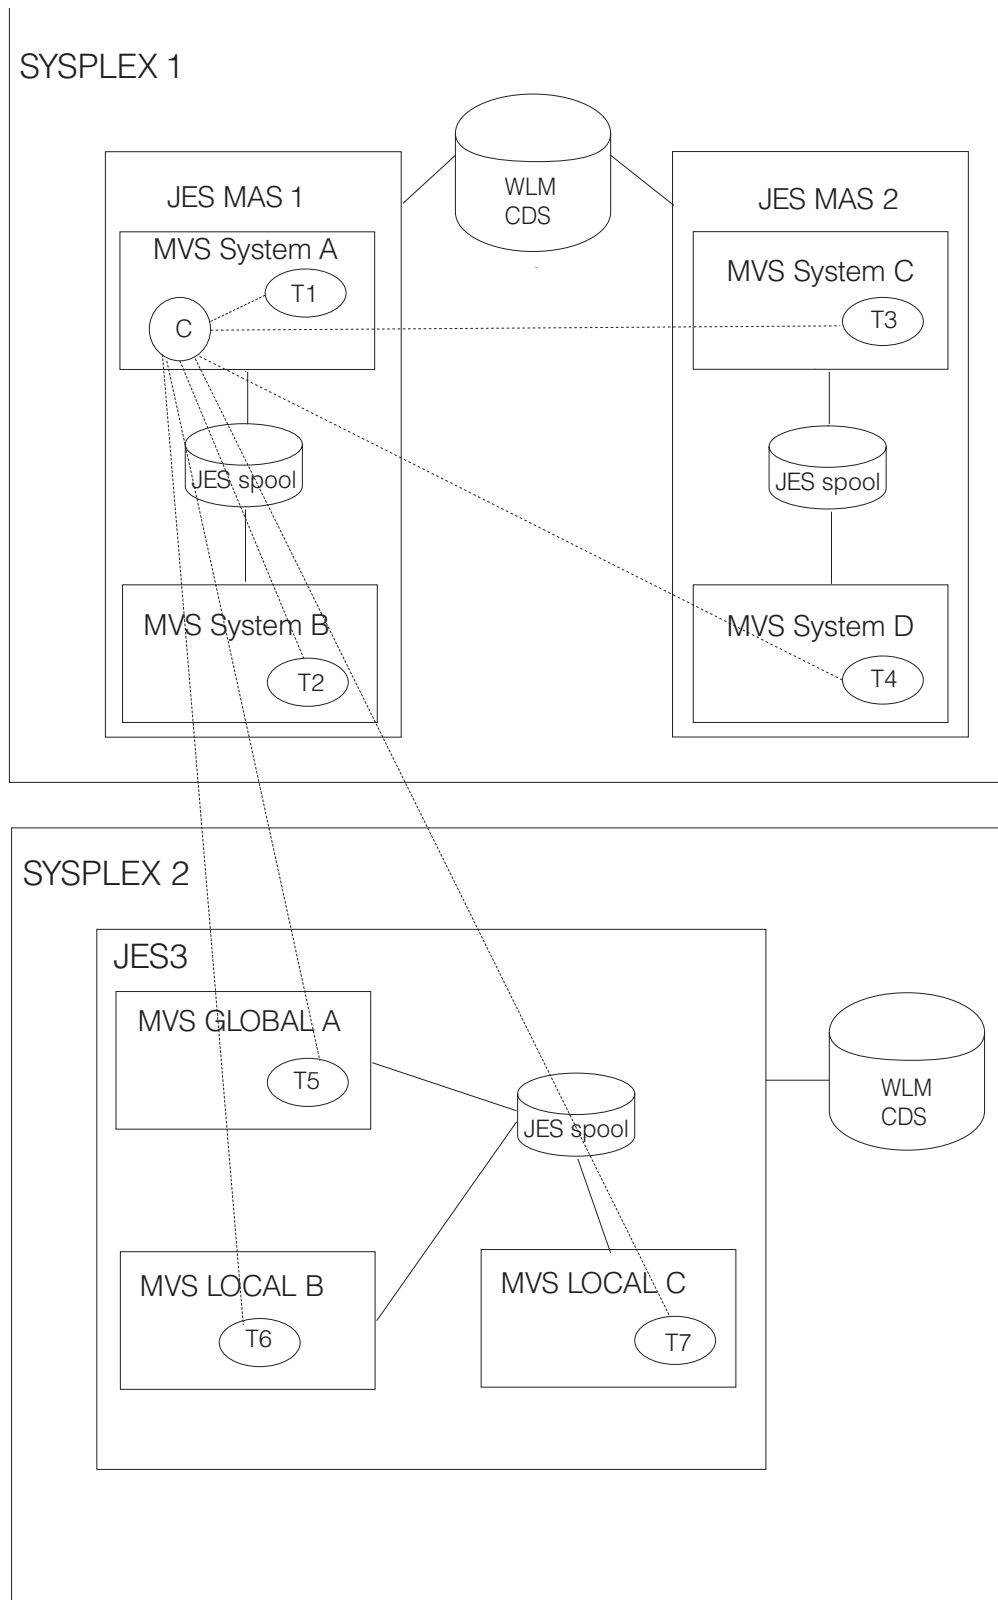 SYSPLEX 1
WLM
CDS
JES MAS 1
JES MAS 2
MVS System A
T1
C
MVS System C
T3
JES spool
JES spool
MVS System B
T2
MVS System D
T4
SYSPLEX 2
JES3
MVS GLOBAL A
T5
WLM
CDS
JES spool
MVS LOCAL B
T6
MVS LOCAL C
T7